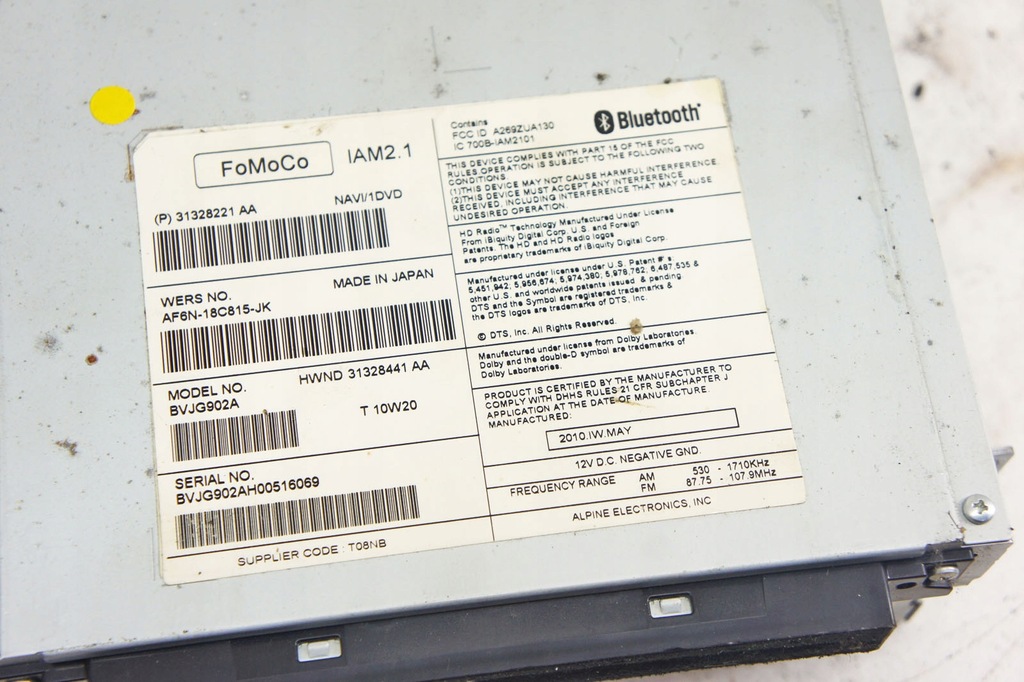 FoMoCo
IAM2.1
(P) 31328221 AA
NAVI/1DVD
WERS NO.
MADE IN JAPAN
AF6N-18C815-JK
MODEL NO.
HWND 31328441 AA
BVJG902A
T 10W20
SERIAL NO.
BVJG902AH00516069
SUPPLIER CODE : T08NB
Contains
FCC ID A269ZUA130
IC 700B-IAM2101
Bluetooth
THIS DEVICE COMPLIES WITH PART 15 OF THE FCC
RULES OPERATION IS SUBJECT TO THE FOLLOWING TWO
CONDITIONS.
(1)THIS DEVICE MAY NOT CAUSE HARMFUL INTERFERENCE
(2)THIS DEVICE MUST ACCEPT ANY INTERFERENCE
RECEIVED, INCLUDING INTERFERENCE THAT MAY CAUSE
UNDESIRED OPERATION.
HD Radio™ Technology Manufactured Under License
From iBiquity Digital Corp. U.S. and Foreign
Patents. The HD and HD Radio logos
are proprietary trademarks of iBiquity Digital Corp.
Manufactured under license under U.S. Patent #'s
5,451,942; 5,956,674; 5,974,380; 5,978,762; 6,487,535 &
other U.S. and worldwide patents issued & pending.
DTS and the Symbol are registered trademarks &
the DTS logos are trademarks of DTS, Inc.
© DTS, Inc. All Rights Reserved.
Manufactured under license from Dolby Laboratories.
Dolby and the double-D symbol are trademarks of
Dolby Laboratories.
PRODUCT IS CERTIFIED BY THE MANUFACTURER TO
COMPLY WITH DHHS RULES 21 CFR SUBCHAPTER J
APPLICATION AT THE DATE OF MANUFACTURE.
MANUFACTURED:
2010.IW.MAY
12V D.C. NEGATIVE GND.
FREQUENCY RANGE AM 530 - 1710KHz
FM 87.75 - 107.9MHz
ALPINE ELECTRONICS, INC